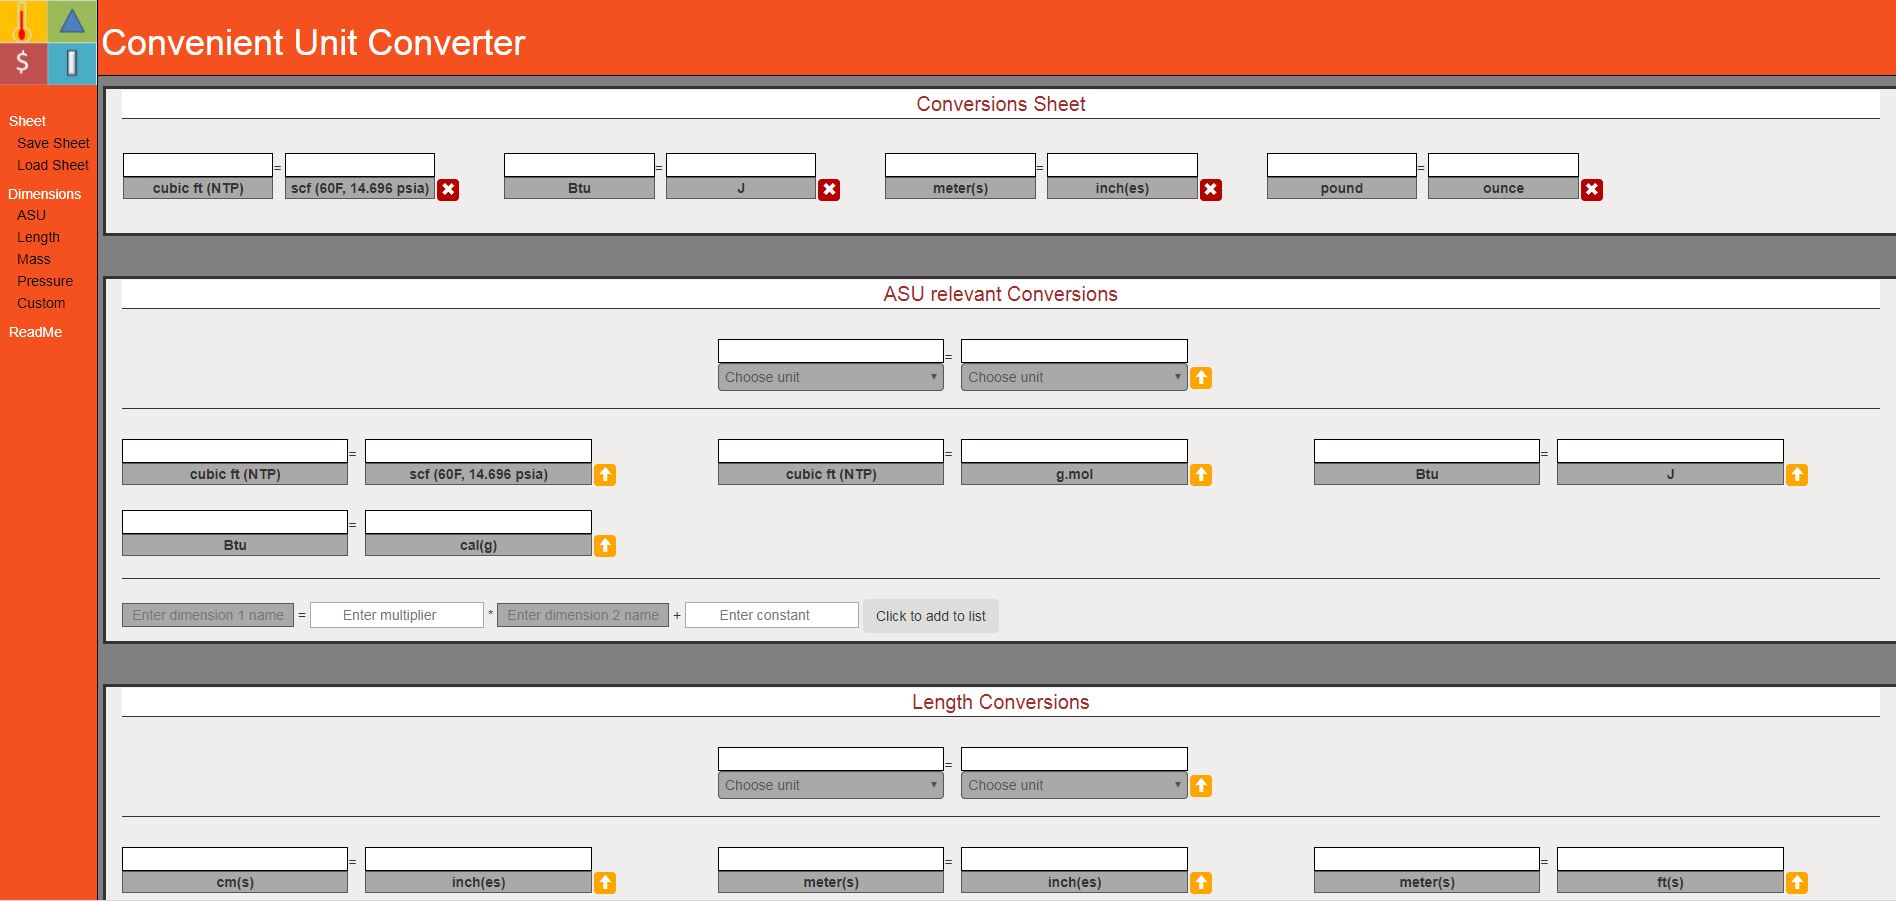 $
Convenient Unit Converter
Sheet
Save Sheet
Load Sheet
Dimensions
ASU
Length
Mass
Pressure
Custom
ReadMe
Conversions Sheet
= = = =
cubic ft (NTP) scf (60F, 14.696 psia) Btu J meter(s) inch(es) pound ounce
ASU relevant Conversions
=
Choose unit Choose unit
= = =
cubic ft (NTP) scf (60F, 14.696 psia) cubic ft (NTP) g.mol Btu J
=
Btu cal(g)
Enter dimension 1 name = Enter multiplier * Enter dimension 2 name + Enter constant Click to add to list
Length Conversions
=
Choose unit Choose unit
= = =
cm(s) inch(es) meter(s) inch(es) meter(s) ft(s)